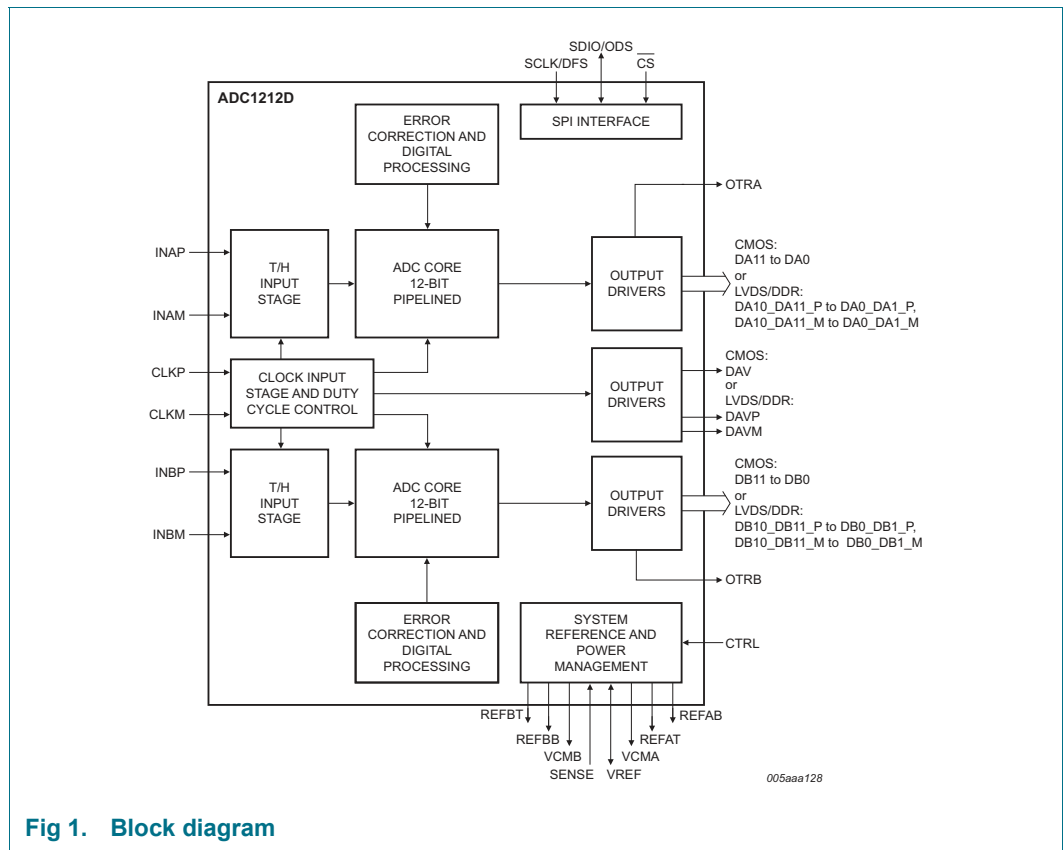 SDIO/ODS
SCLK/DFS
CS
ADC1212D
ERROR
CORRECTION AND
DIGITAL
PROCESSING
SPI INTERFACE
OTRA
INAP
INAM
T/H
INPUT
STAGE
ADC CORE
12-BIT
PIPELINED
OUTPUT
DRIVERS
CMOS:
DA11 to DA0
or
LVDS/DDR:
DA10_DA11_P to DA0_DA1_P,
DA10_DA11_M to DA0_DA1_M
CLKP
CLKM
CLOCK INPUT
STAGE AND DUTY
CYCLE CONTROL
OUTPUT
DRIVERS
CMOS:
DAV
or
LVDS/DDR:
DAVP
DAVM
INBP
INBM
T/H
INPUT
STAGE
ADC CORE
12-BIT
PIPELINED
OUTPUT
DRIVERS
CMOS:
DB11 to DB0
or
LVDS/DDR:
DB10_DB11_P to DB0_DB1_P,
DB10_DB11_M to DB0_DB1_M
OTRB
ERROR
CORRECTION AND
DIGITAL
PROCESSING
SYSTEM
REFERENCE AND
POWER
MANAGEMENT
CTRL
REFBT
REFAB
REFBB
REFAT
VCMB
VCMA
SENSE
VREF
005aaa128
Fig 1. Block diagram